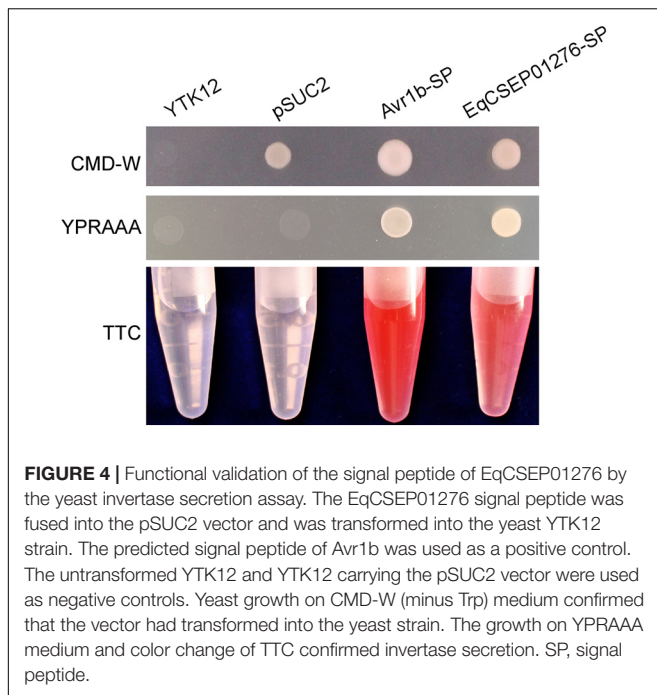 YTK12 pSUC2 Avr1b-SP EqCSEP01276-SP
CMD-W
YPRAAA
TTC
FIGURE 4 | Functional validation of the signal peptide of EqCSEP01276 by
the yeast invertase secretion assay. The EqCSEP01276 signal peptide was
fused into the pSUC2 vector and was transformed into the yeast YTK12
strain. The predicted signal peptide of Avr1b was used as a positive control.
The untransformed YTK12 and YTK12 carrying the pSUC2 vector were used
as negative controls. Yeast growth on CMD-W (minus Trp) medium confirmed
that the vector had transformed into the yeast strain. The growth on YPRAAA
medium and color change of TTC confirmed invertase secretion. SP, signal
peptide.